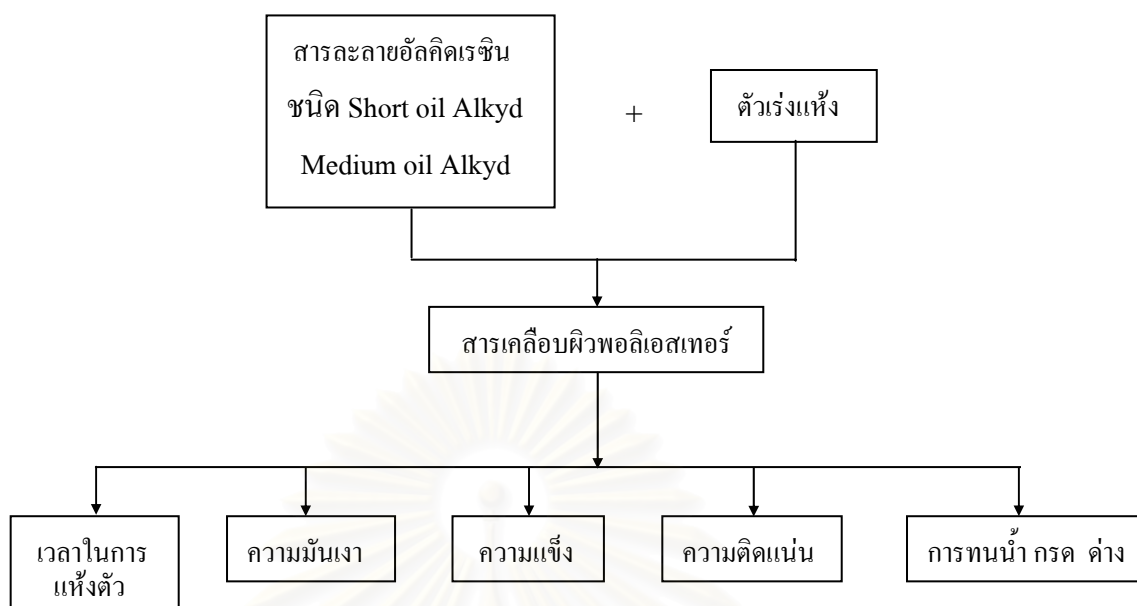 สารละลายอัลคิดเรซิน
ชนิด Short oil Alkyd
Medium oil Alkyd
+
ตัวเร่งแห้ง
สารเคลือบผิวพอลิเอสเทอร์
เวลาในการ
แห้งตัว
ความมันเงา
ความแข็ง
ความติดแน่น
การทนน้ำ กรด ด่าง